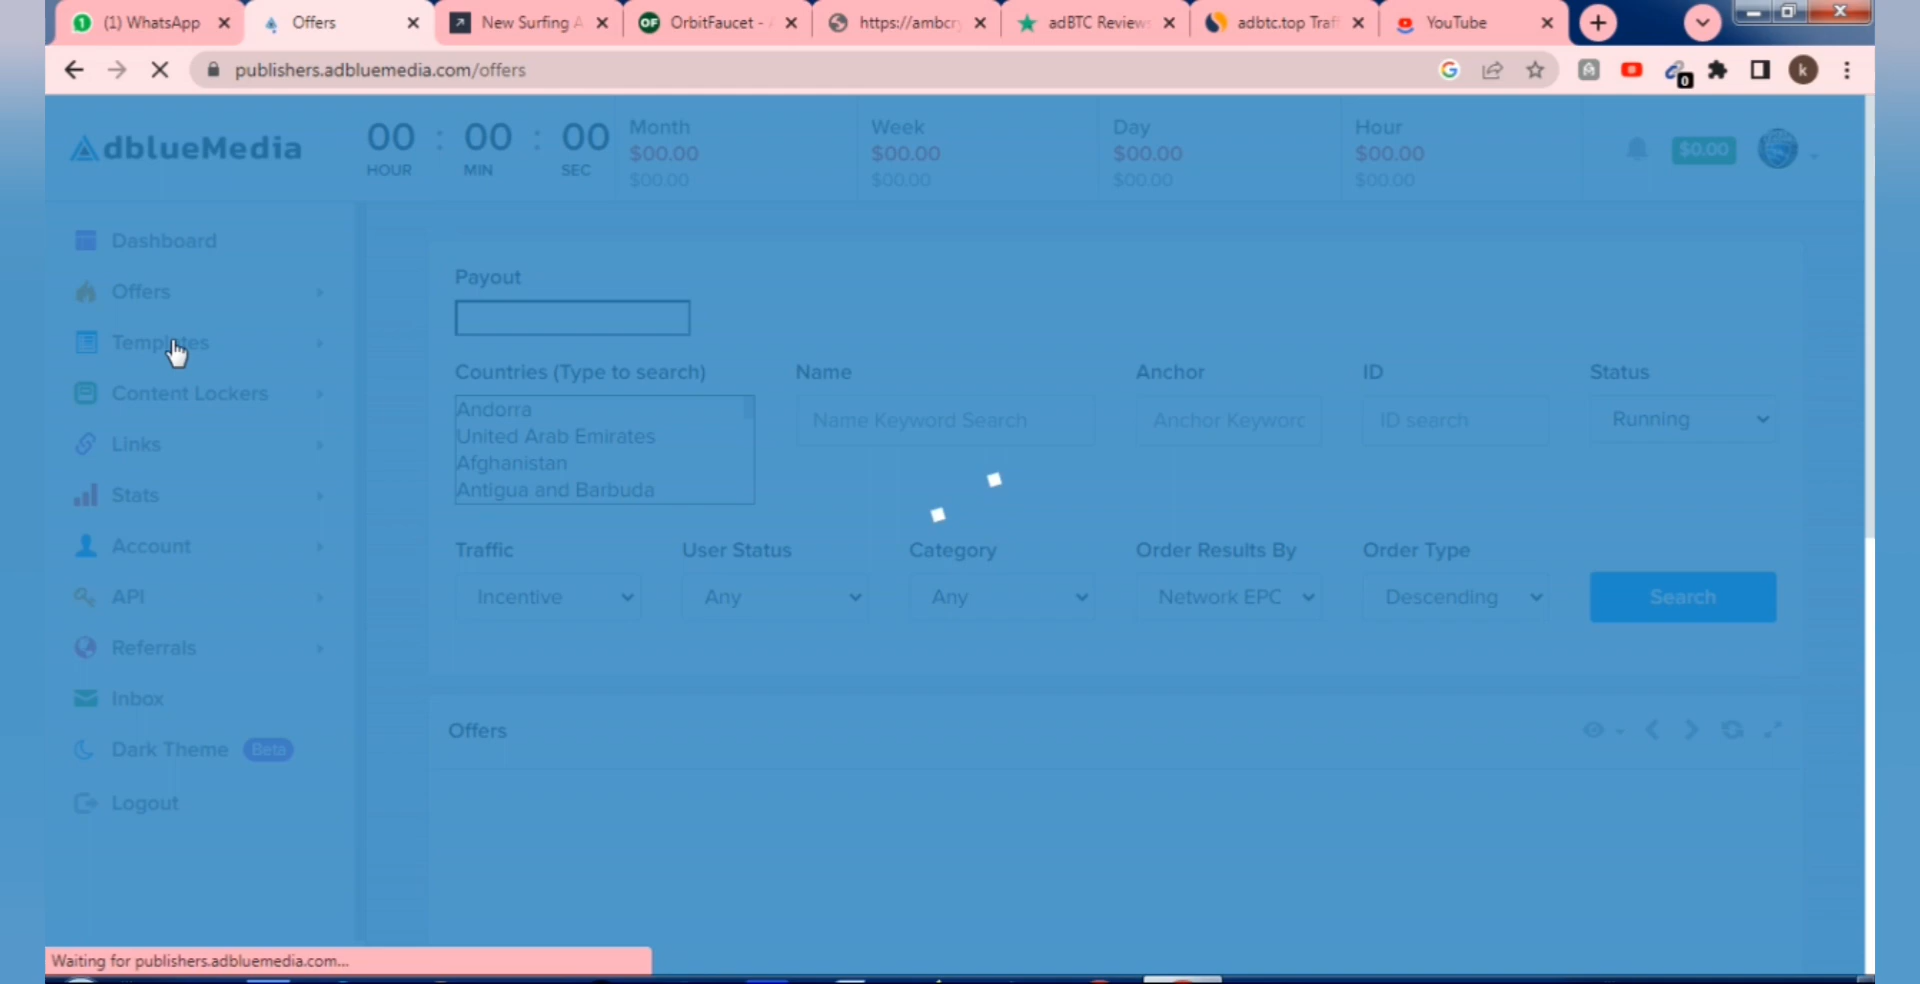 (1) WhatsApp
Offers
New Surfing A
OF OrbitFaucet - A
https://ambcry
adBTC Reviews
adbtc.top Traf
YouTube
publishers.adbluemedia.com/offers
0
k
AdblueMedia
00 : 00 : 00
HOUR MIN SEC
Month
$00.00
$00.00
Week
$00.00
$00.00
Day
$00.00
$00.00
Hour
$00.00
$00.00
$0.00
Dashboard
Offers
Templates
Content Lockers
Links
Stats
Account
API
Referrals
Inbox
Dark Theme Beta
Logout
Payout
Countries (Type to search)
Andorra
United Arab Emirates
Afghanistan
Antigua and Barbuda
Name
Name Keyword Search
Anchor
Anchor Keyword
ID
ID search
Status
Running
Traffic
Incentive
User Status
Any
Category
Any
Order Results By
Network EPC
Order Type
Descending
Search
Offers
Waiting for publishers.adbluemedia.com...